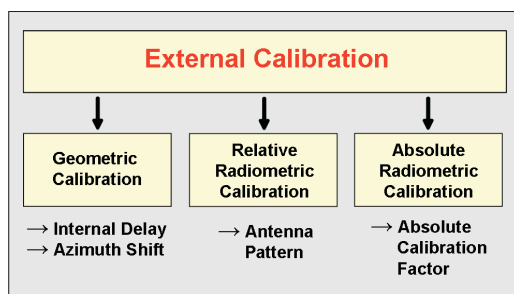 External Calibration
Geometric
Calibration
→ Internal Delay
→ Azimuth Shift
Relative
Radiometric
Calibration
→ Antenna
Pattern
Absolute
Radiometric
Calibration
→ Absolute
Calibration
Factor